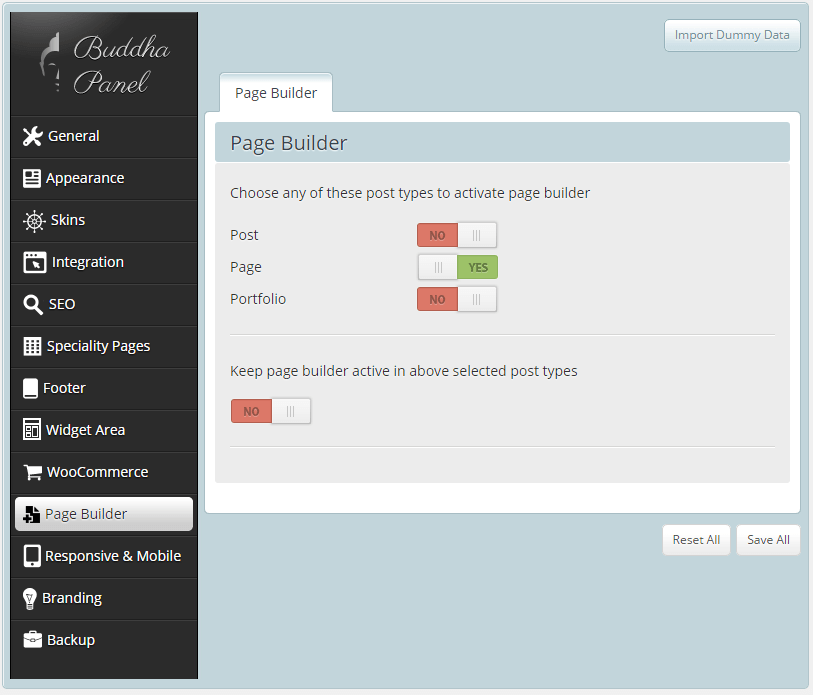 Buddha
Panel
General
Appearance
Skins
Integration
SEO
Speciality Pages
Footer
Widget Area
WooCommerce
Page Builder
Responsive & Mobile
Branding
Backup
Import Dummy Data
Page Builder
Page Builder
Choose any of these post types to activate page builder
Post NO
Page YES
Portfolio NO
Keep page builder active in above selected post types
NO
Reset All Save All